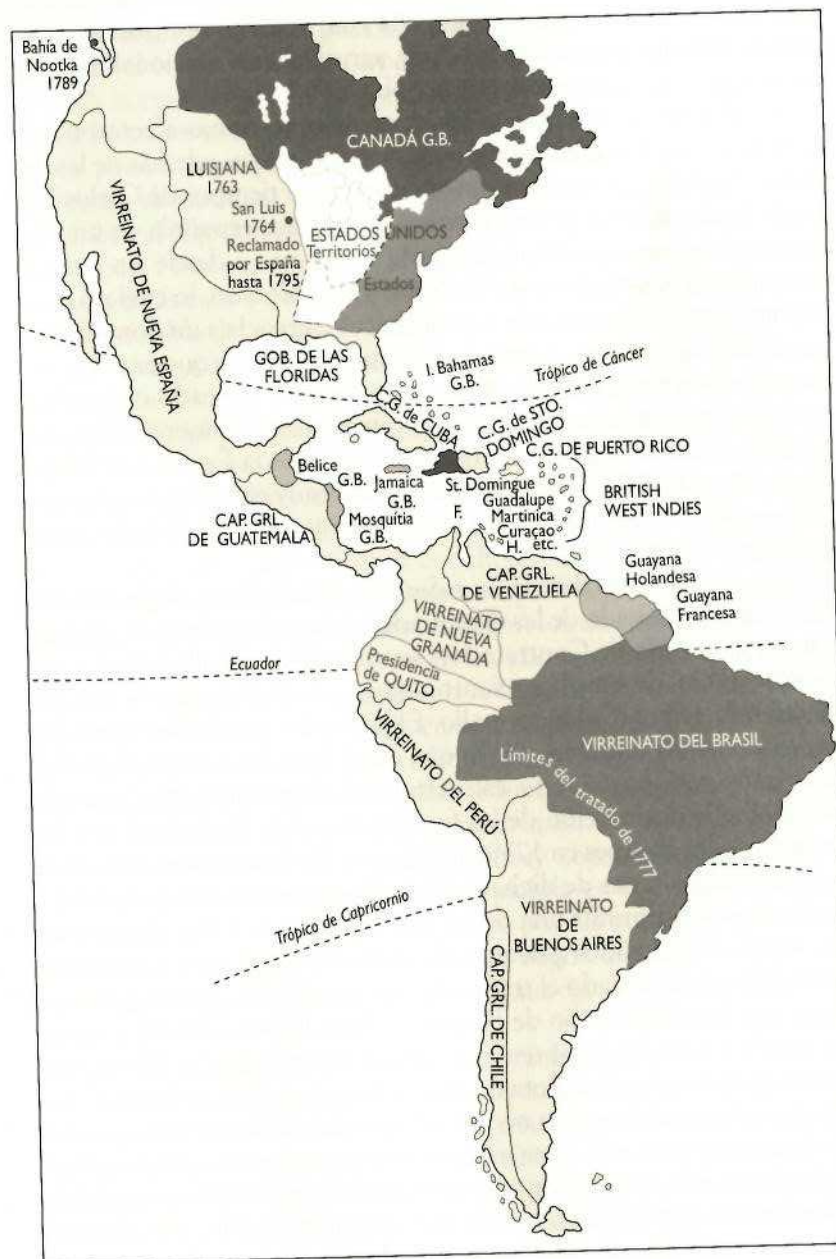 Bahía de
Nootka
1789
CANADÁ G.B.
LUISIANA
1763
San Luis
1764
Reclamado
por España
hasta 1795
ESTADOS UNIDOS
Territorios
Estados
VIRREINATO DE NUEVA ESPAÑA
GOB. DE LAS
FLORIDAS
I. Bahamas
G.B.
Trópico de Cáncer
C.G. de CUBA
C.G. de STO.
DOMINGO
C.G. DE PUERTO RICO
Belice
G.B.
Jamaica
G.B.
St. Domingue
F.
Guadalupe
Martinica
Curaçao
H. etc.
BRITISH
WEST INDIES
Mosquítia
G.B.
CAP. GRL.
DE GUATEMALA
CAP. GRL.
DE VENEZUELA
Guayana
Holandesa
Guayana
Francesa
VIRREINATO
DE NUEVA
GRANADA
Ecuador
Presidencia
de QUITO
VIRREINATO DEL PERÚ
VIRREINATO DEL BRASIL
Límites del tratado de 1777
Trópico de Capricornio
VIRREINATO
DE
BUENOS AIRES
CAP. GRL. DE CHILE